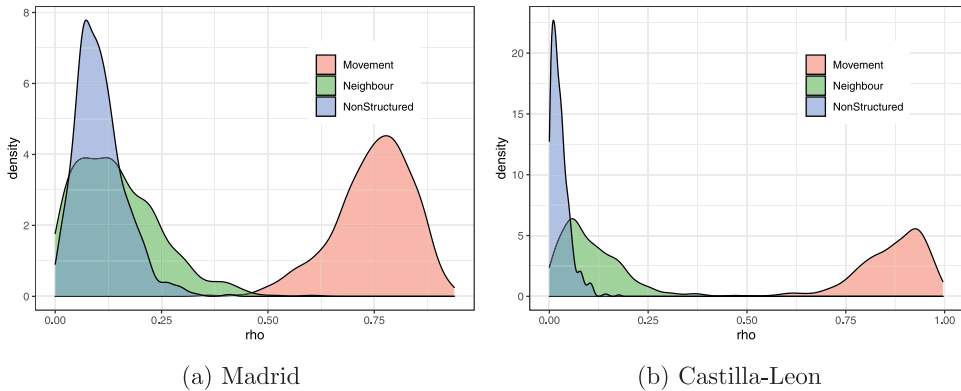 8
6
4
2
0
density
Movement
Neighbour
NonStructured
0.00 0.25 0.50 0.75
rho
(a) Madrid
20
15
10
5
0
density
Movement
Neighbour
NonStructured
0.00 0.25 0.50 0.75 1.00
rho
(b) Castilla-Leon